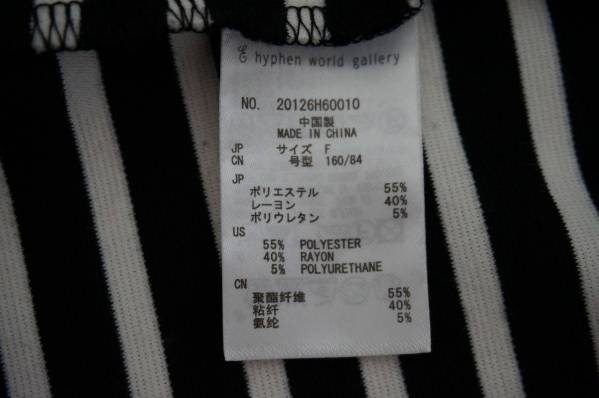 E hyphen world gallery
NO. 20126H60010
中国製
MADE IN CHINA
JP サイズ F
CN 号型 160/84
JP
ポリエステル 55%
レーヨン 40%
ポリウレタン 5%
US
55% POLYESTER
40% RAYON
5% POLYURETHANE
CN
聚酯纤维 55%
粘纤 40%
氨纶 5%